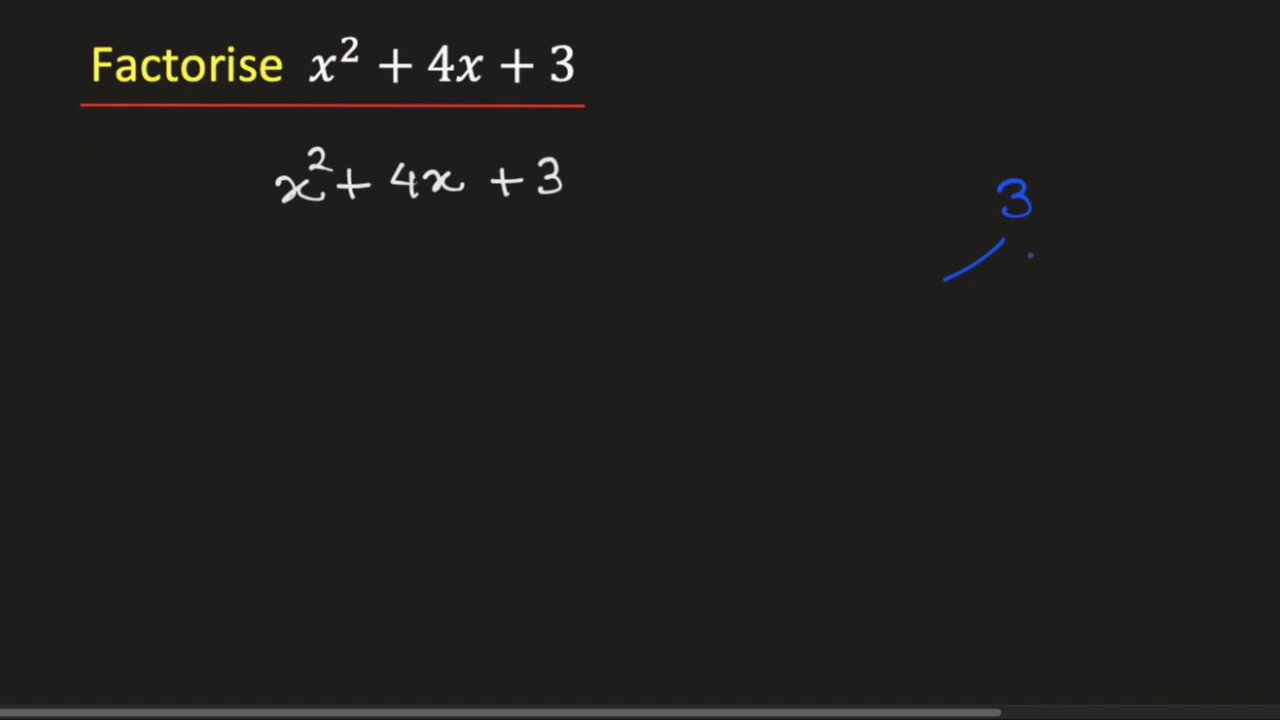 Factorise x² + 4x + 3
x² + 4x + 3
3